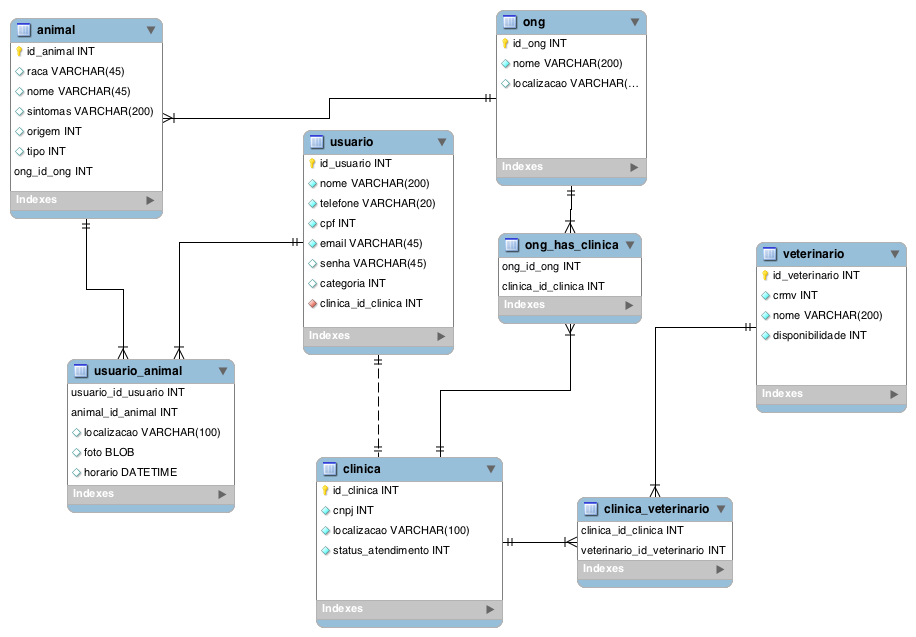 animal
id_animal INT
raca VARCHAR(45)
nome VARCHAR(45)
sintomas VARCHAR(200)
origem INT
tipo INT
ong_id_ong INT
Indexes
ong
id_ong INT
nome VARCHAR(200)
localizacao VARCHAR(...
Indexes
usuario
id_usuario INT
nome VARCHAR(200)
telefone VARCHAR(20)
cpf INT
email VARCHAR(45)
senha VARCHAR(45)
categoria INT
clinica_id_clinica INT
Indexes
ong_has_clinica
ong_id_ong INT
clinica_id_clinica INT
Indexes
veterinario
id_veterinario INT
crmv INT
nome VARCHAR(200)
disponibilidade INT
Indexes
usuario_animal
usuario_id_usuario INT
animal_id_animal INT
localizacao VARCHAR(100)
foto BLOB
horario DATETIME
Indexes
clinica
id_clinica INT
cnpj INT
localizacao VARCHAR(100)
status_atendimento INT
Indexes
clinica_veterinario
clinica_id_clinica INT
veterinario_id_veterinario INT
Indexes